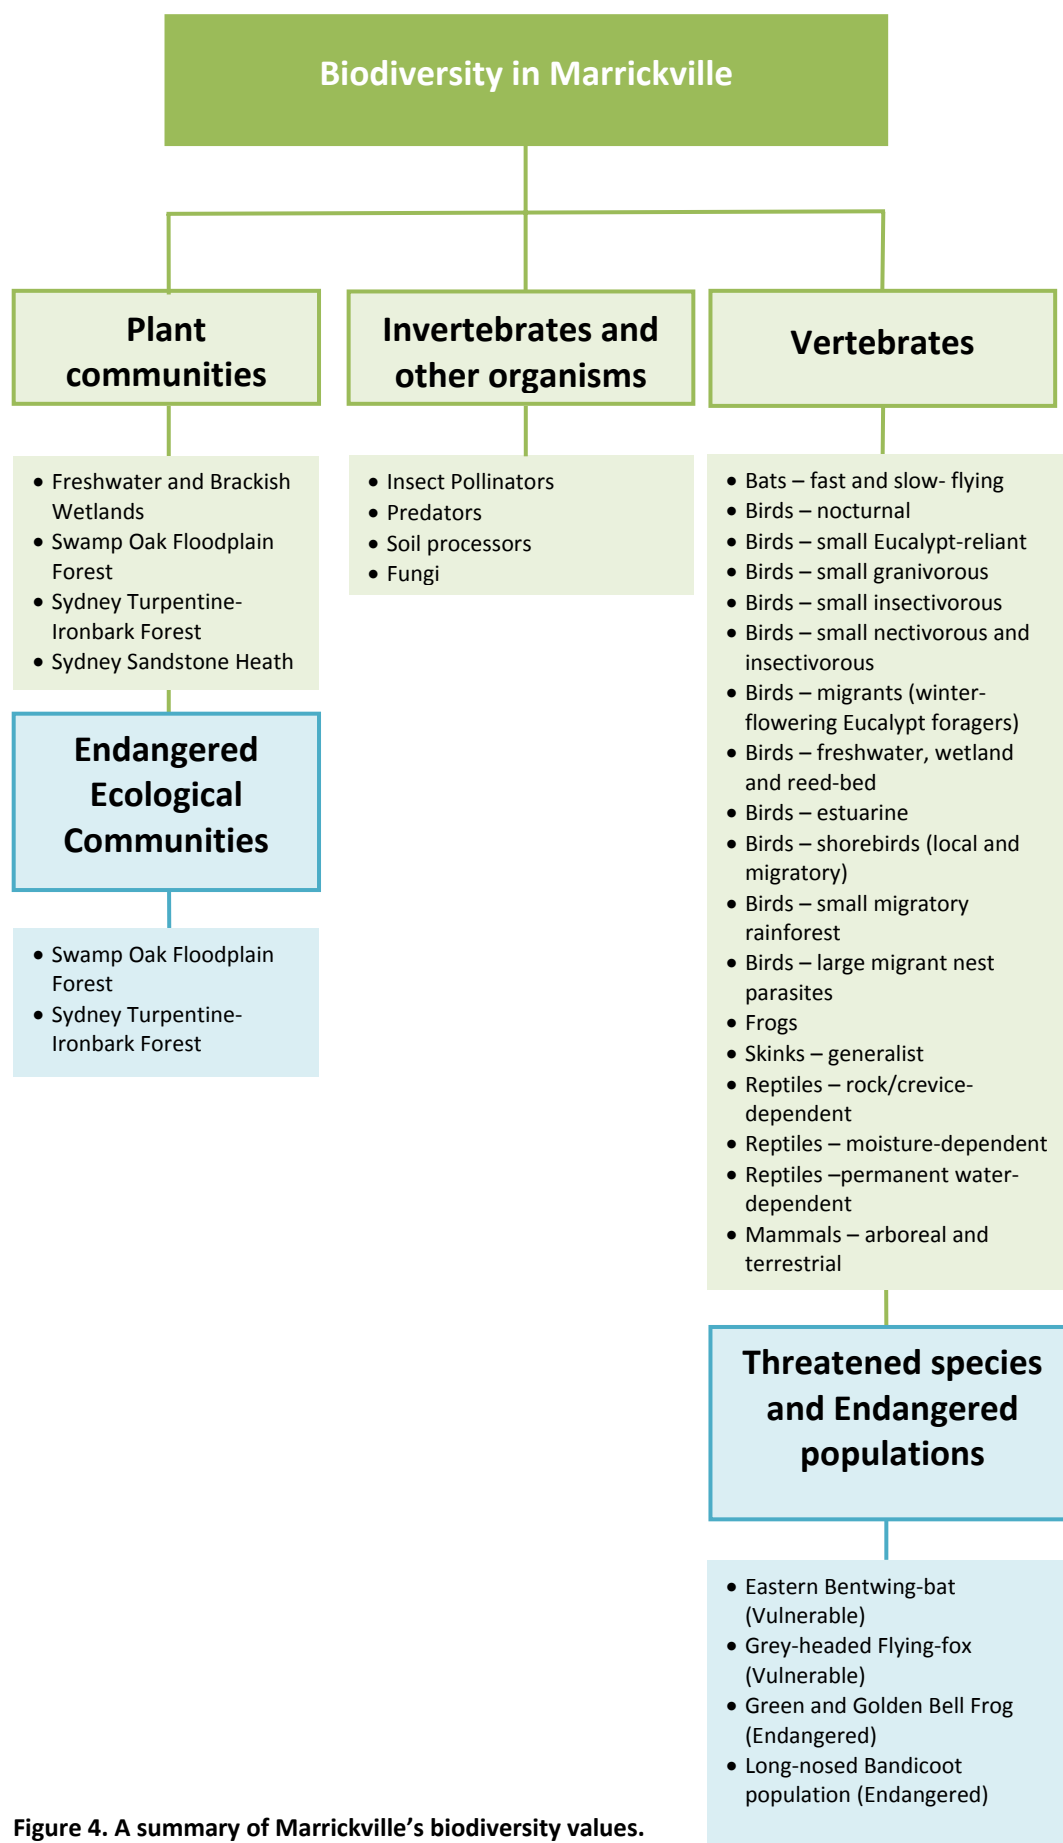 Biodiversity in Marrickville
Plant
communities
• Freshwater and Brackish
Wetlands
• Swamp Oak Floodplain
Forest
• Sydney Turpentine-
Ironbark Forest
• Sydney Sandstone Heath
Endangered
Ecological
Communities
• Swamp Oak Floodplain
Forest
• Sydney Turpentine-
Ironbark Forest
Invertebrates and
other organisms
• Insect Pollinators
• Predators
• Soil processors
• Fungi
Vertebrates
• Bats – fast and slow- flying
• Birds – nocturnal
• Birds – small Eucalypt-reliant
• Birds – small granivorous
• Birds – small insectivorous
• Birds – small nectivorous and
insectivorous
• Birds – migrants (winter-
flowering Eucalypt foragers)
• Birds – freshwater, wetland
and reed-bed
• Birds – estuarine
• Birds – shorebirds (local and
migratory)
• Birds – small migratory
rainforest
• Birds – large migrant nest
parasites
• Frogs
• Skinks – generalist
• Reptiles – rock/crevice-
dependent
• Reptiles – moisture-dependent
• Reptiles –permanent water-
dependent
• Mammals – arboreal and
terrestrial
Threatened species
and Endangered
populations
• Eastern Bentwing-bat
(Vulnerable)
• Grey-headed Flying-fox
(Vulnerable)
• Green and Golden Bell Frog
(Endangered)
• Long-nosed Bandicoot
population (Endangered)
Figure 4. A summary of Marrickville’s biodiversity values.